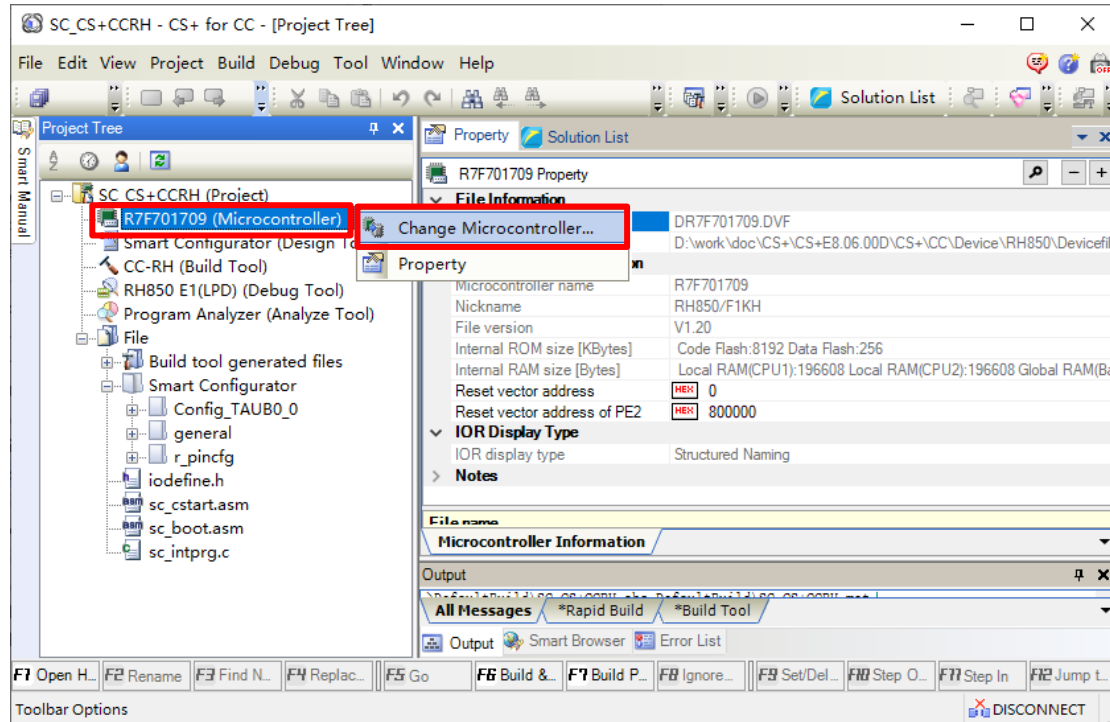 SC_CS+CCRH - CS+ for CC - [Project Tree]
File Edit View Project Build Debug Tool Window Help
Solution List
Smart Manual
Project Tree
SC_CS+CCRH (Project)
R7F701709 (Microcontroller)
Smart Configurator (Design To
CC-RH (Build Tool)
RH850 E1(LPD) (Debug Tool)
Program Analyzer (Analyze Tool)
File
Build tool generated files
Smart Configurator
Config_TAUB0_0
general
r_pincfg
iodefine.h
sc_cstart.asm
sc_boot.asm
sc_intprg.c
Change Microcontroller...
Property
Property Solution List
R7F701709 Property
File Information
DR7F701709.DVF
D:\work\doc\CS+\CS+E8.06.00D\CS+\CC\Device\RH850\Devicefil
on
Microcontroller name R7F701709
Nickname RH850/F1KH
File version V1.20
Internal ROM size [KBytes] Code Flash:8192 Data Flash:256
Internal RAM size [Bytes] Local RAM(CPU1):196608 Local RAM(CPU2):196608 Global RAM(Ba
Reset vector address HEX 0
Reset vector address of PE2 HEX 800000
IOR Display Type
IOR display type Structured Naming
Notes
File name
Microcontroller Information
Output
All Messages *Rapid Build *Build Tool
Output Smart Browser Error List
F1 Open H... F2 Rename F3 Find N... F4 Replac... F5 Go F6 Build &... F7 Build P... F8 Ignore... F9 Set/Del... F10 Step O... F11 Step In F12 Jump t...
Toolbar Options DISCONNECT